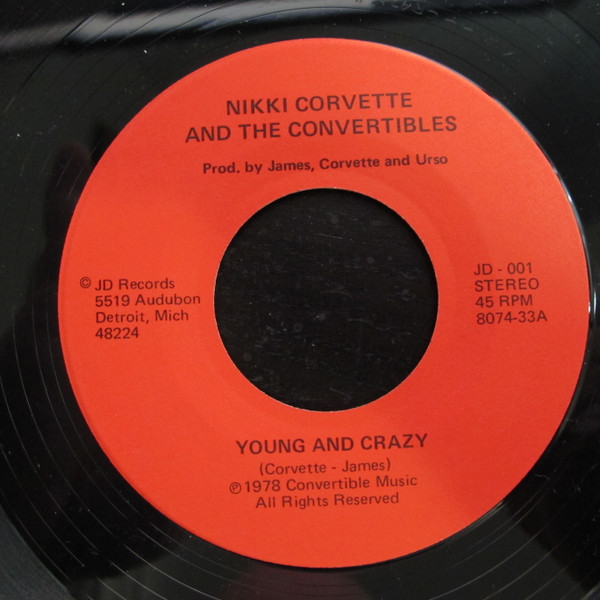 NIKKI CORVETTE
AND THE CONVERTIBLES
Prod. by James, Corvette and Urso
© JD Records
5519 Audubon
Detroit, Mich
48224
JD - 001
STEREO
45 RPM
8074-33A
YOUNG AND CRAZY
(Corvette - James)
℗1978 Convertible Music
All Rights Reserved